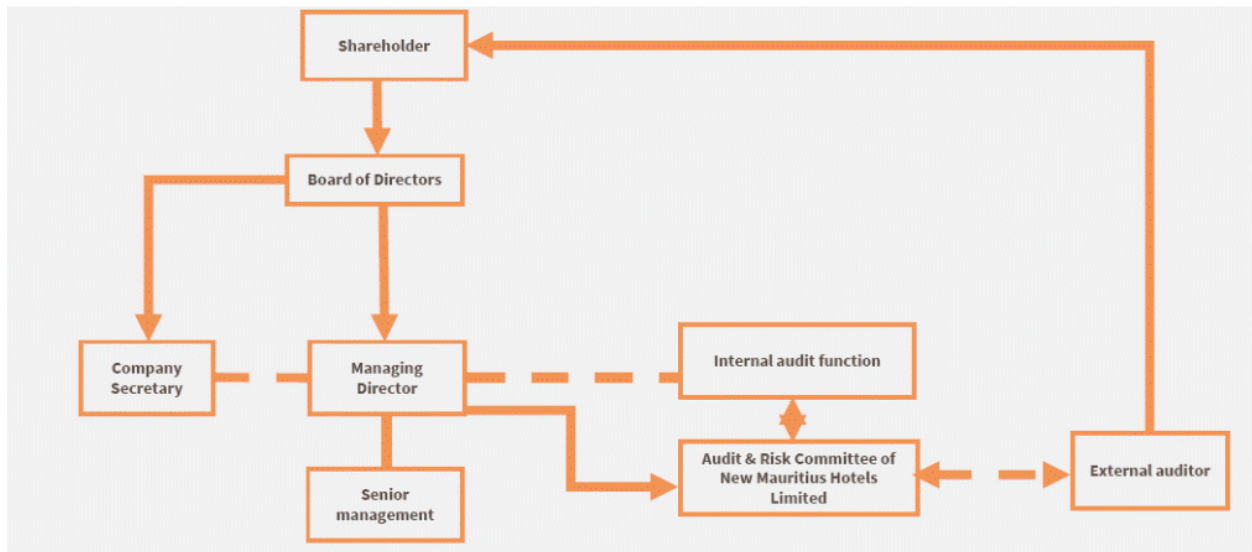 Shareholder
Board of Directors
Company
Secretary
Managing
Director
Internal audit function
Senior
management
Audit & Risk Committee of
New Mauritius Hotels
Limited
External auditor